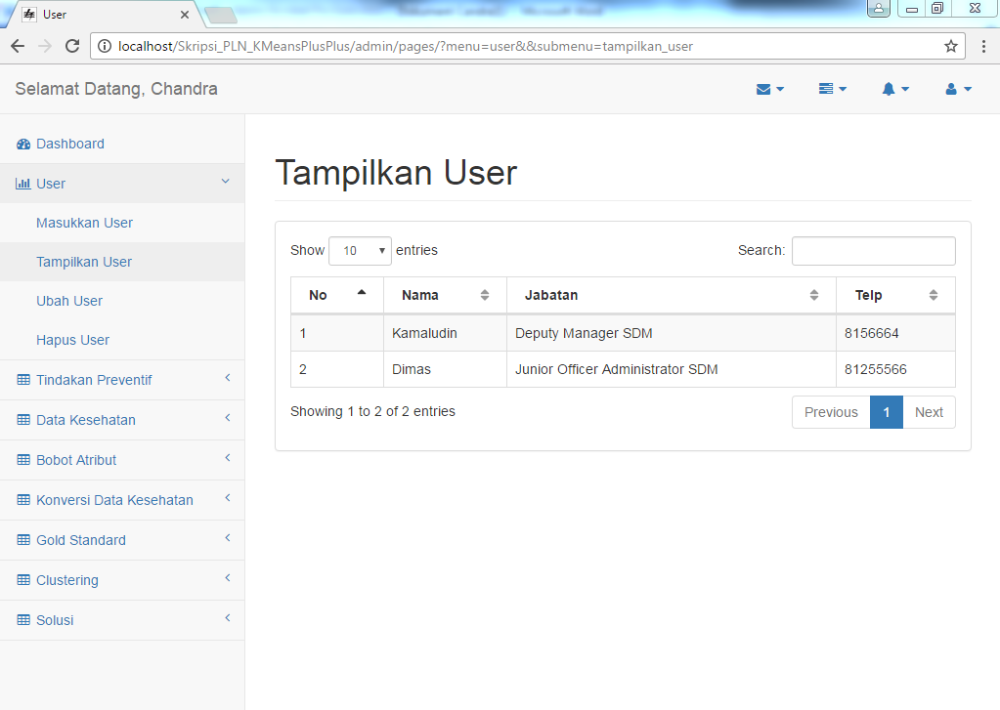 User
localhost/Skripsi_PLN_KMeansPlusPlus/admin/pages/?menu=user&&submenu=tampilkan_user
Selamat Datang, Chandra
Dashboard
User
Masukkan User
Tampilkan User
Ubah User
Hapus User
Tindakan Preventif
Data Kesehatan
Bobot Atribut
Konversi Data Kesehatan
Gold Standard
Clustering
Solusi
Tampilkan User
Show 10 entries Search:
No Nama Jabatan Telp
1 Kamaludin Deputy Manager SDM 8156664
2 Dimas Junior Officer Administrator SDM 81255566
Showing 1 to 2 of 2 entries Previous 1 Next